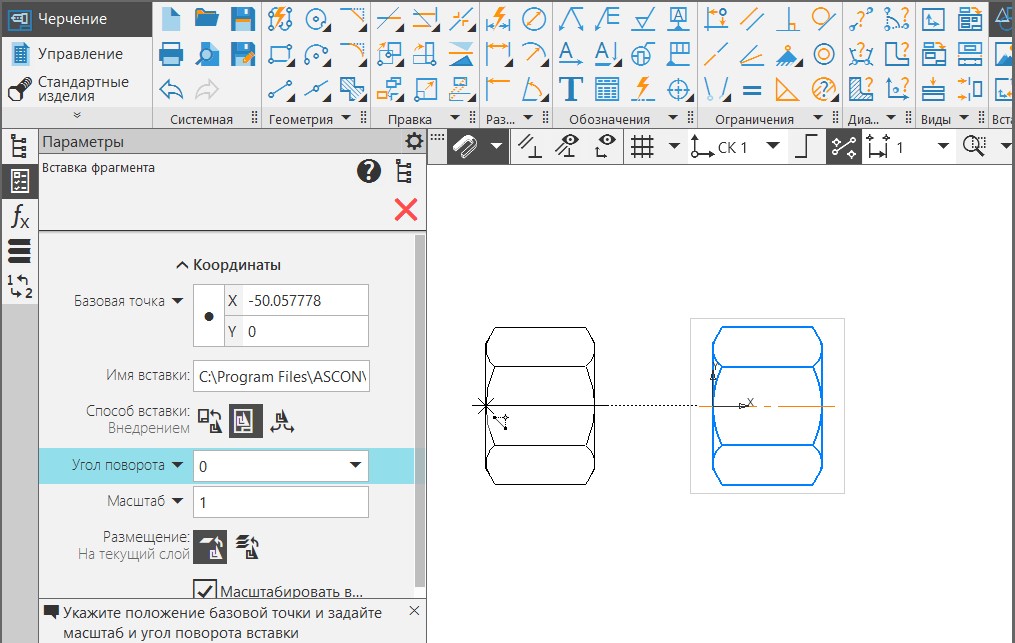 Черчение
Управление
Стандартные
изделия
Системная
Геометрия
Правка
Раз...
Обозначения
Ограничения
Диа...
Виды
Вста
Параметры
СК 1
1
Вставка фрагмента
Координаты
Базовая точка
X -50.057778
Y 0
Имя вставки: C:\Program Files\ASCON\
Способ вставки:
Внедрением
Угол поворота 0
Масштаб 1
Размещение:
На текущий слой
Масштабировать в...
Укажите положение базовой точки и задайте
масштаб и угол поворота вставки
X